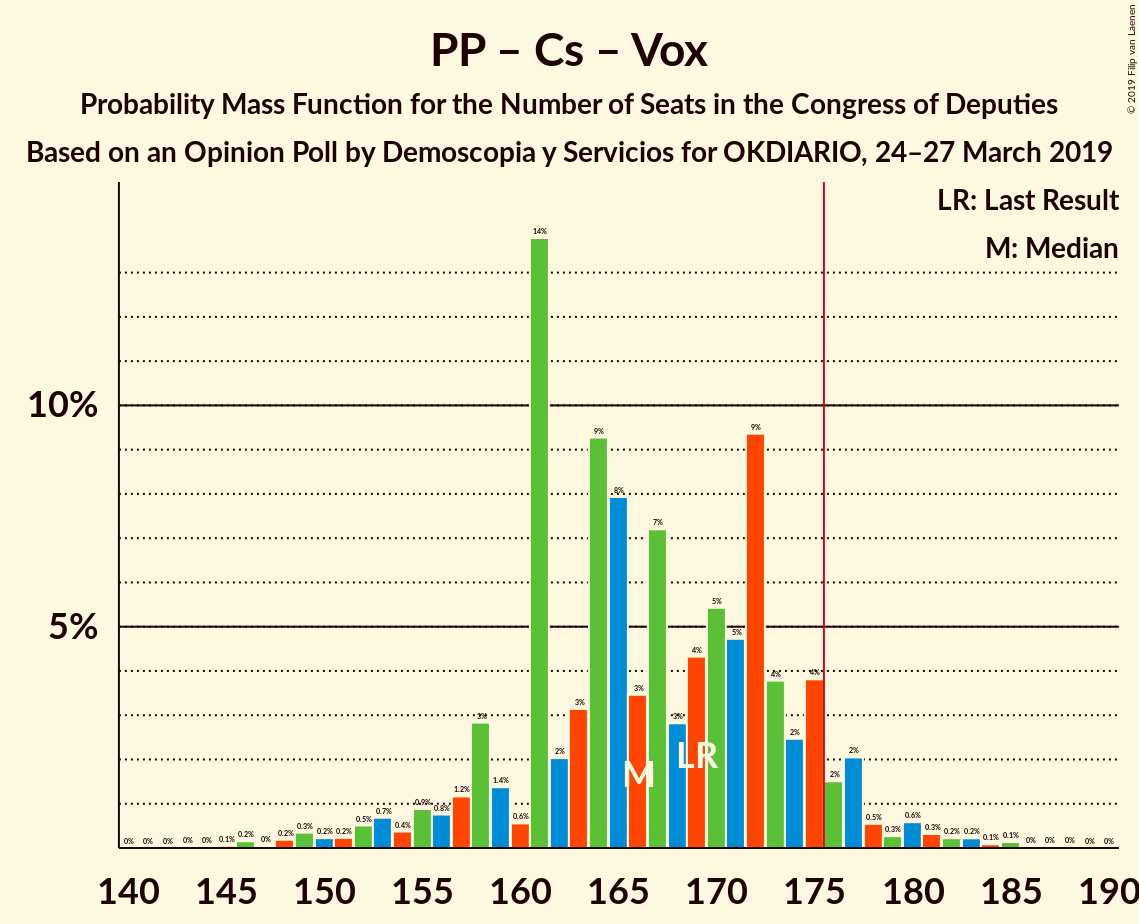 PP – Cs – Vox
Probability Mass Function for the Number of Seats in the Congress of Deputies
Based on an Opinion Poll by Demoscopia y Servicios for OKDIARIO, 24–27 March 2019
© 2019 Filip van Laenen
LR: Last Result
M: Median
10%
5%
0% 0% 0% 0% 0% 0.1% 0.2% 0% 0.2% 0.3% 0.2% 0.2% 0.5% 0.7% 0.4% 0.9% 0.8% 1.2% 3% 1.4% 0.6% 14% 2% 3% 9% 8% 3% 7% 3% 4% 5% 5% 9% 4% 2% 4% 2% 2% 0.5% 0.3% 0.6% 0.3% 0.2% 0.2% 0.1% 0.1% 0% 0% 0% 0% 0%
M
LR
140 145 150 155 160 165 170 175 180 185 190